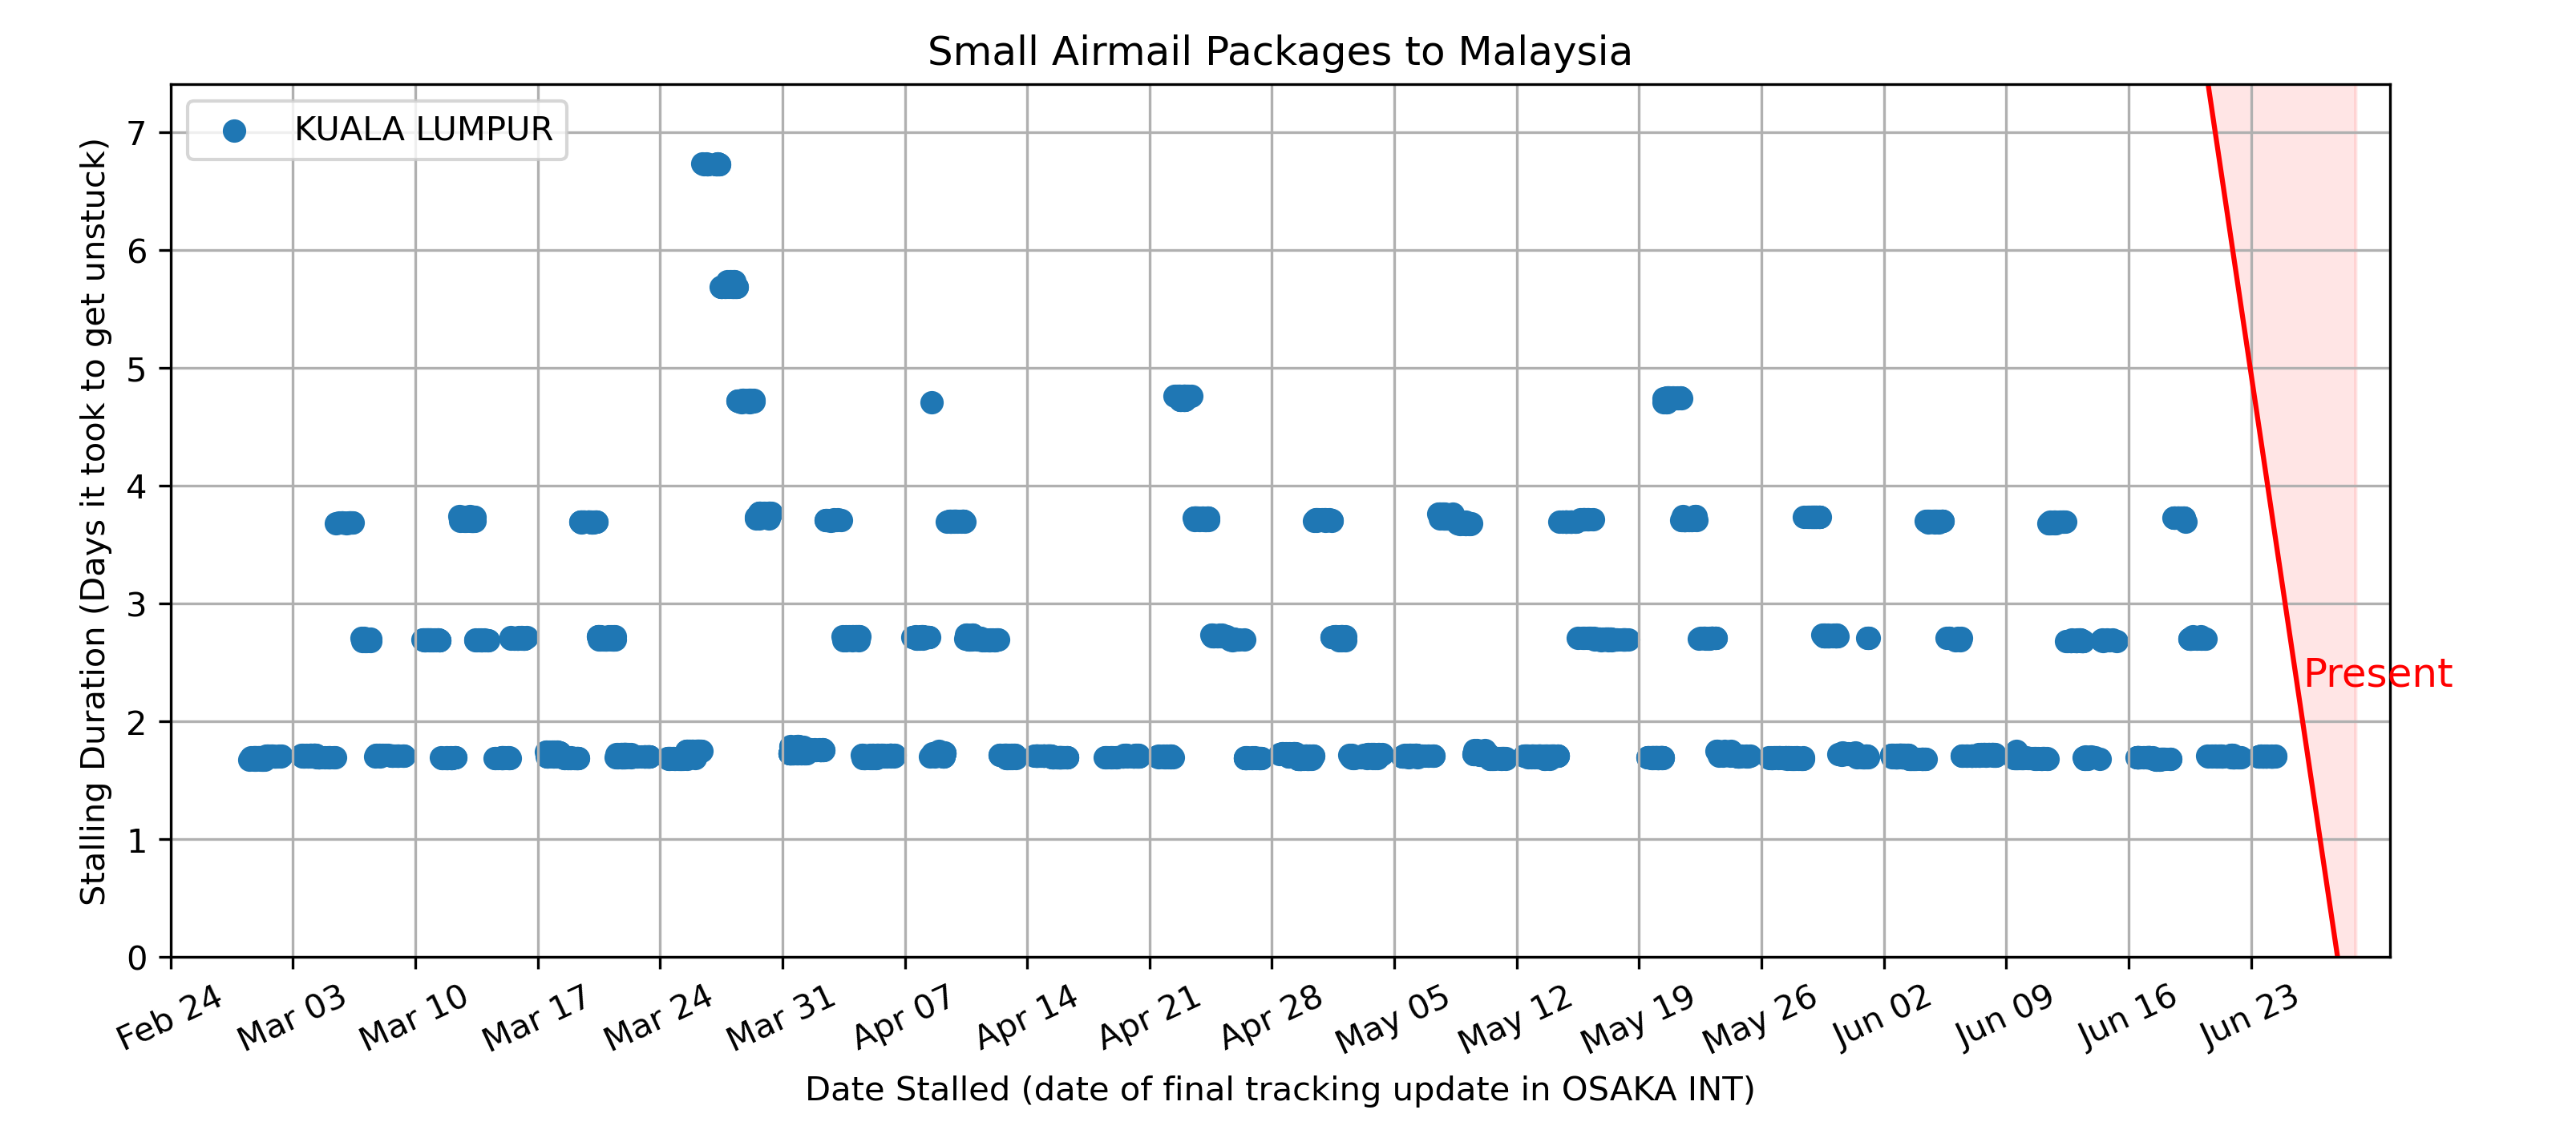 Small Airmail Packages to Malaysia
KUALA LUMPUR
Stalling Duration (Days it took to get unstuck)
7
6
5
4
3
2
1
0
Present
Feb 24
Mar 03
Mar 10
Mar 17
Mar 24
Mar 31
Apr 07
Apr 14
Apr 21
Apr 28
May 05
May 12
May 19
May 26
Jun 02
Jun 09
Jun 16
Jun 23
Date Stalled (date of final tracking update in OSAKA INT)